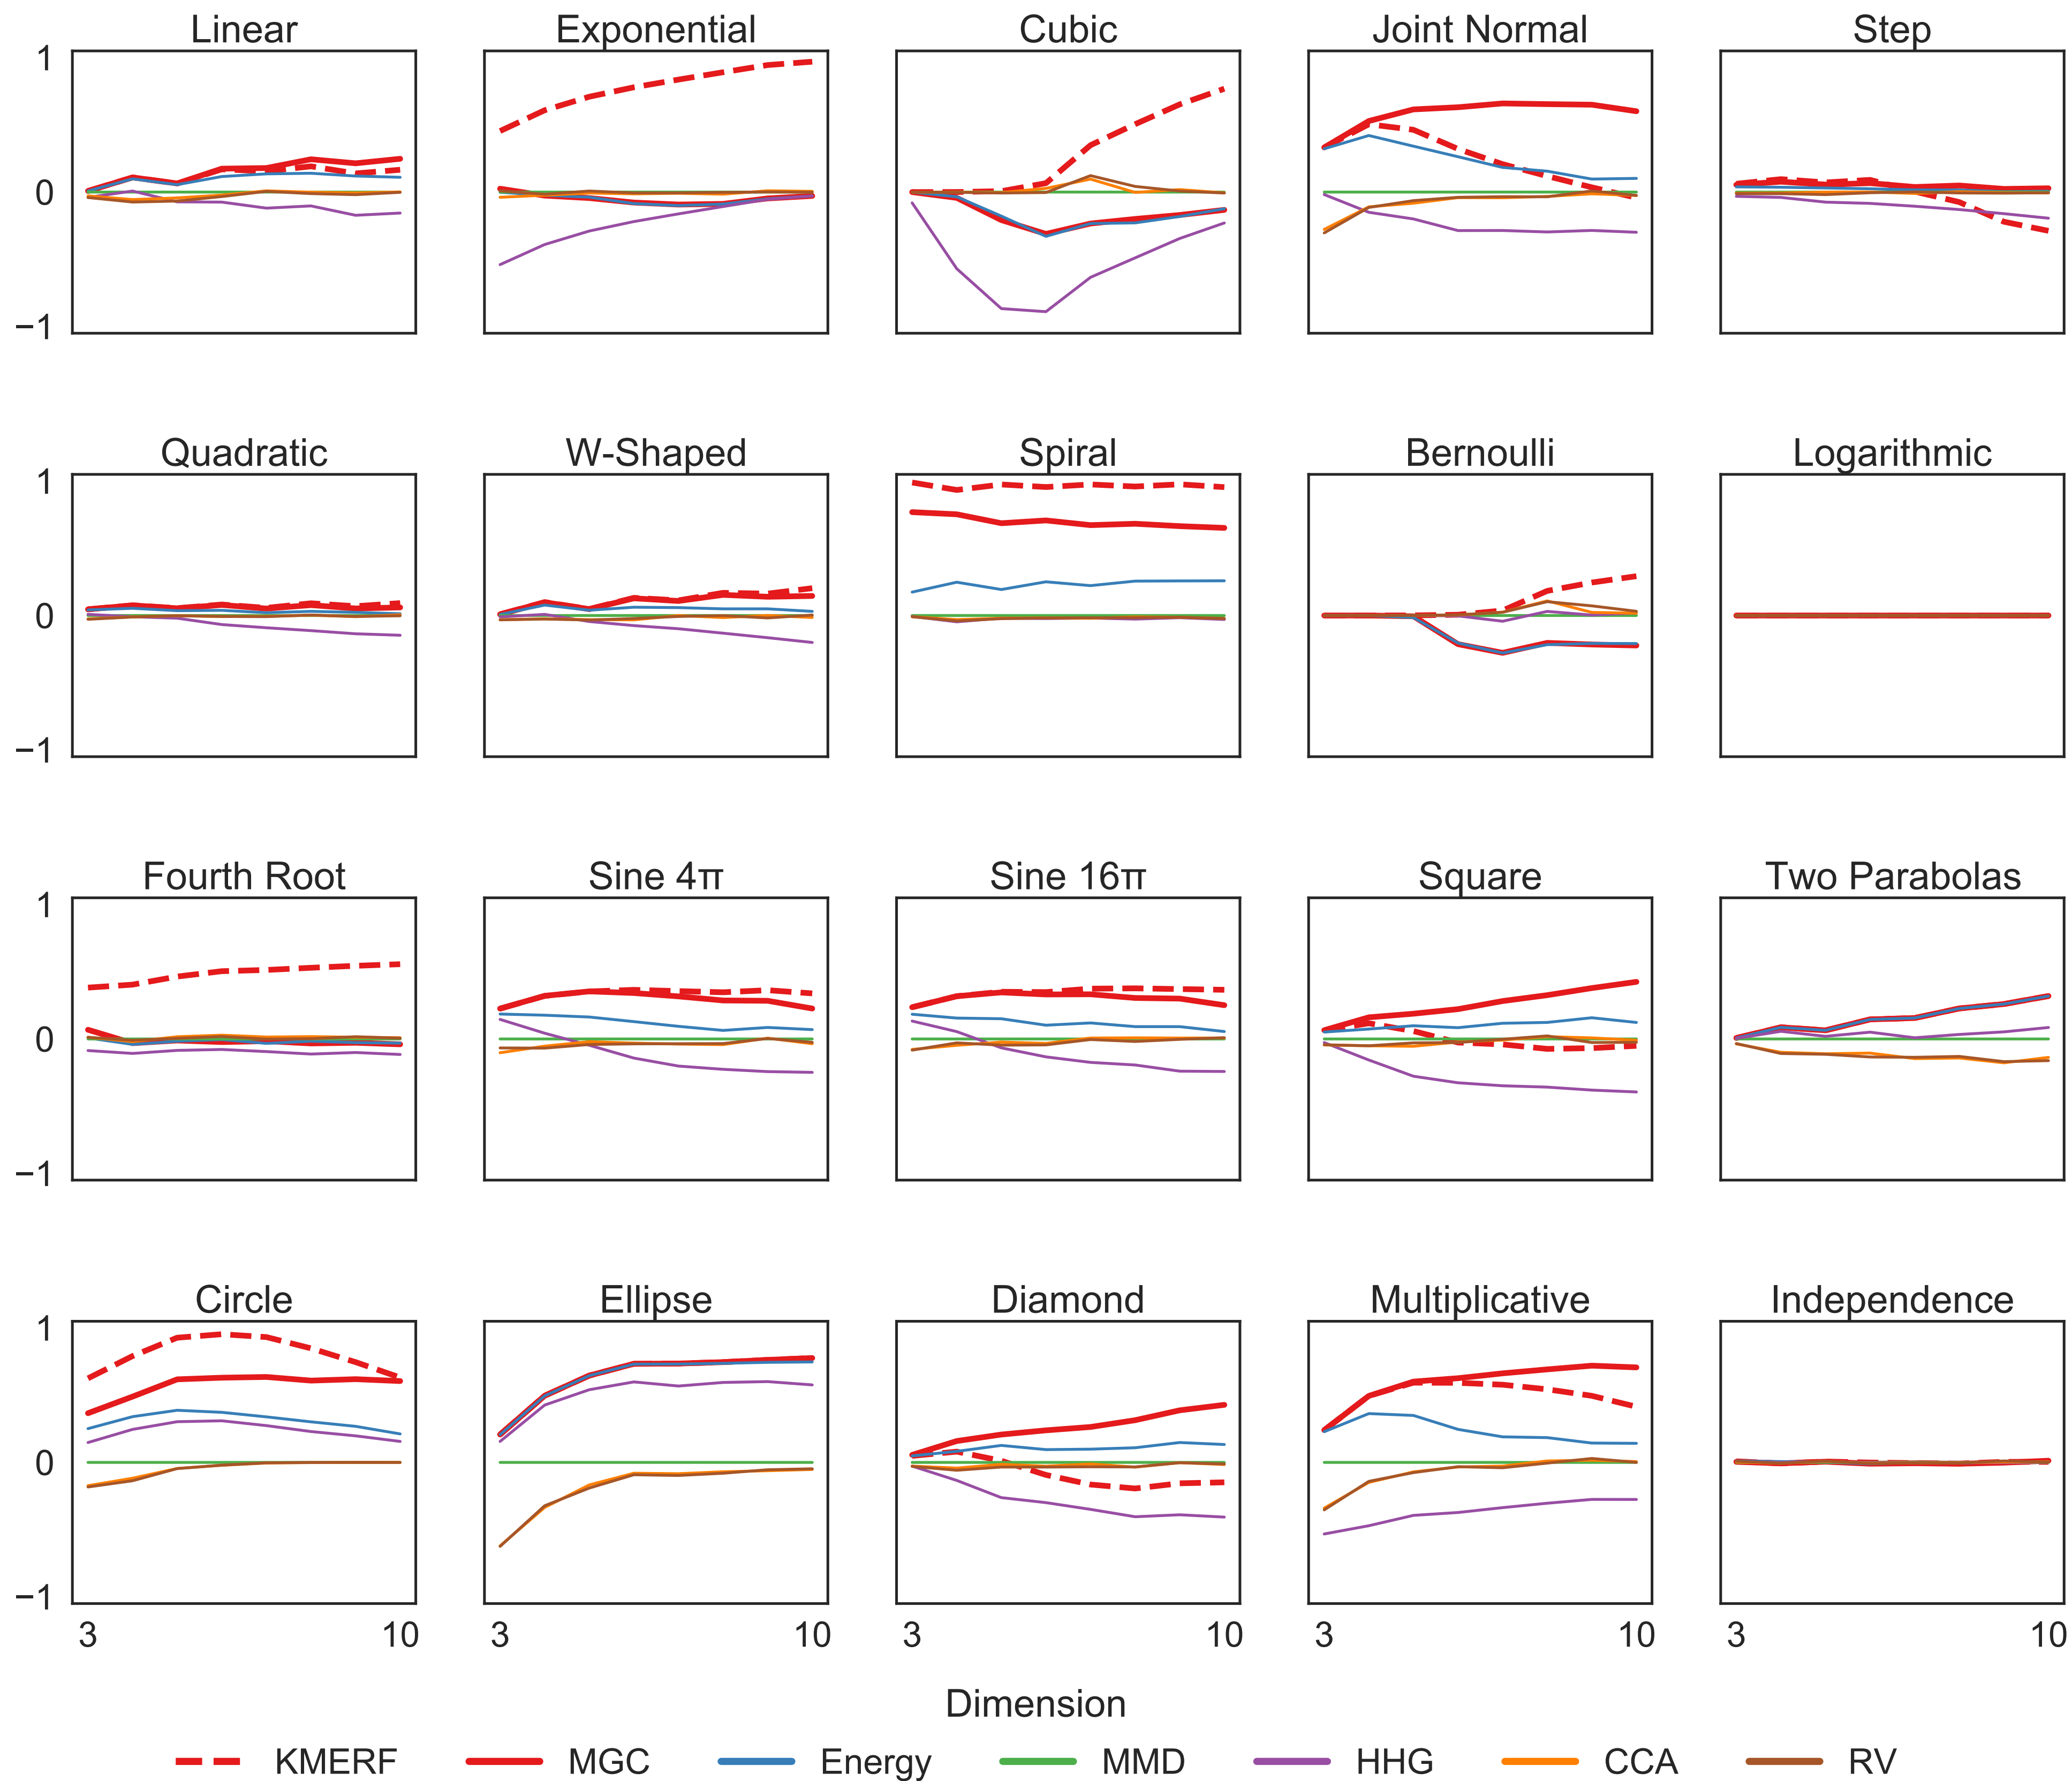 Linear Exponential Cubic Joint Normal Step
1
0
−1
Quadratic W-Shaped Spiral Bernoulli Logarithmic
1
0
−1
Fourth Root Sine 4π Sine 16π Square Two Parabolas
1
0
−1
Circle Ellipse Diamond Multiplicative Independence
1
0
−1
3 10 3 10 3 10 3 10 3 10
Dimension
KMERF MGC Energy MMD HHG CCA RV